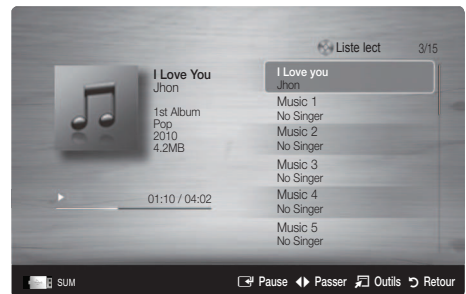 Liste lect 3/15
I Love You
Jhon
1st Album
Pop
2010
4.2MB
01:10 / 04:02
I Love you
Jhon
Music 1
No Singer
Music 2
No Singer
Music 3
No Singer
Music 4
No Singer
Music 5
No Singer
SUM Pause Passer Outils Retour